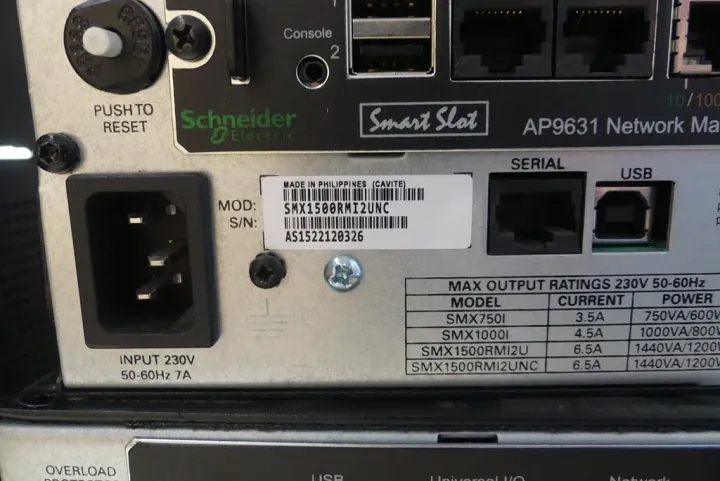 Console
2
10/100
PUSH TO
RESET
Schneider
Electric
Smart Slot
AP9631 Network
SERIAL
USB
MOD:
S/N:
MADE IN PHILIPPINES (CAVITE)
SMX1500RMI2UNC
AS1522120326
INPUT 230V
50-60Hz 7A
MAX OUTPUT RATINGS 230V 50-60Hz
MODEL CURRENT POWER
SMX750I 3.5A 750VA/600W
SMX1000I 4.5A 1000VA/800W
SMX1500RMI2U 6.5A 1440VA/1200W
SMX1500RMI2UNC 6.5A 1440VA/1200W
OVERLOAD
USB
Universal I/O
Network